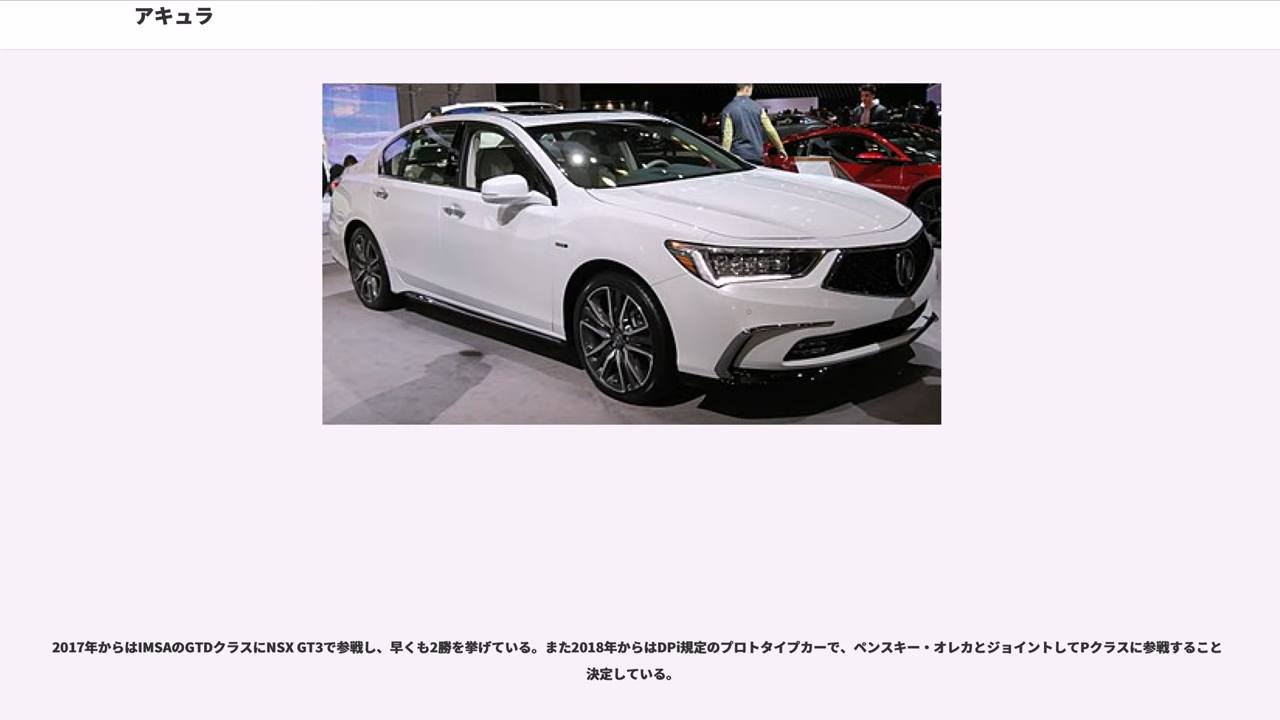 アキュラ
2017年からはIMSAのGTDクラスにNSX GT3で参戦し、早くも2勝を挙げている。また2018年からはDPi規定のプロトタイプカーで、ペンスキー・オレカとジョイントしてPクラスに参戦すること
決定している。